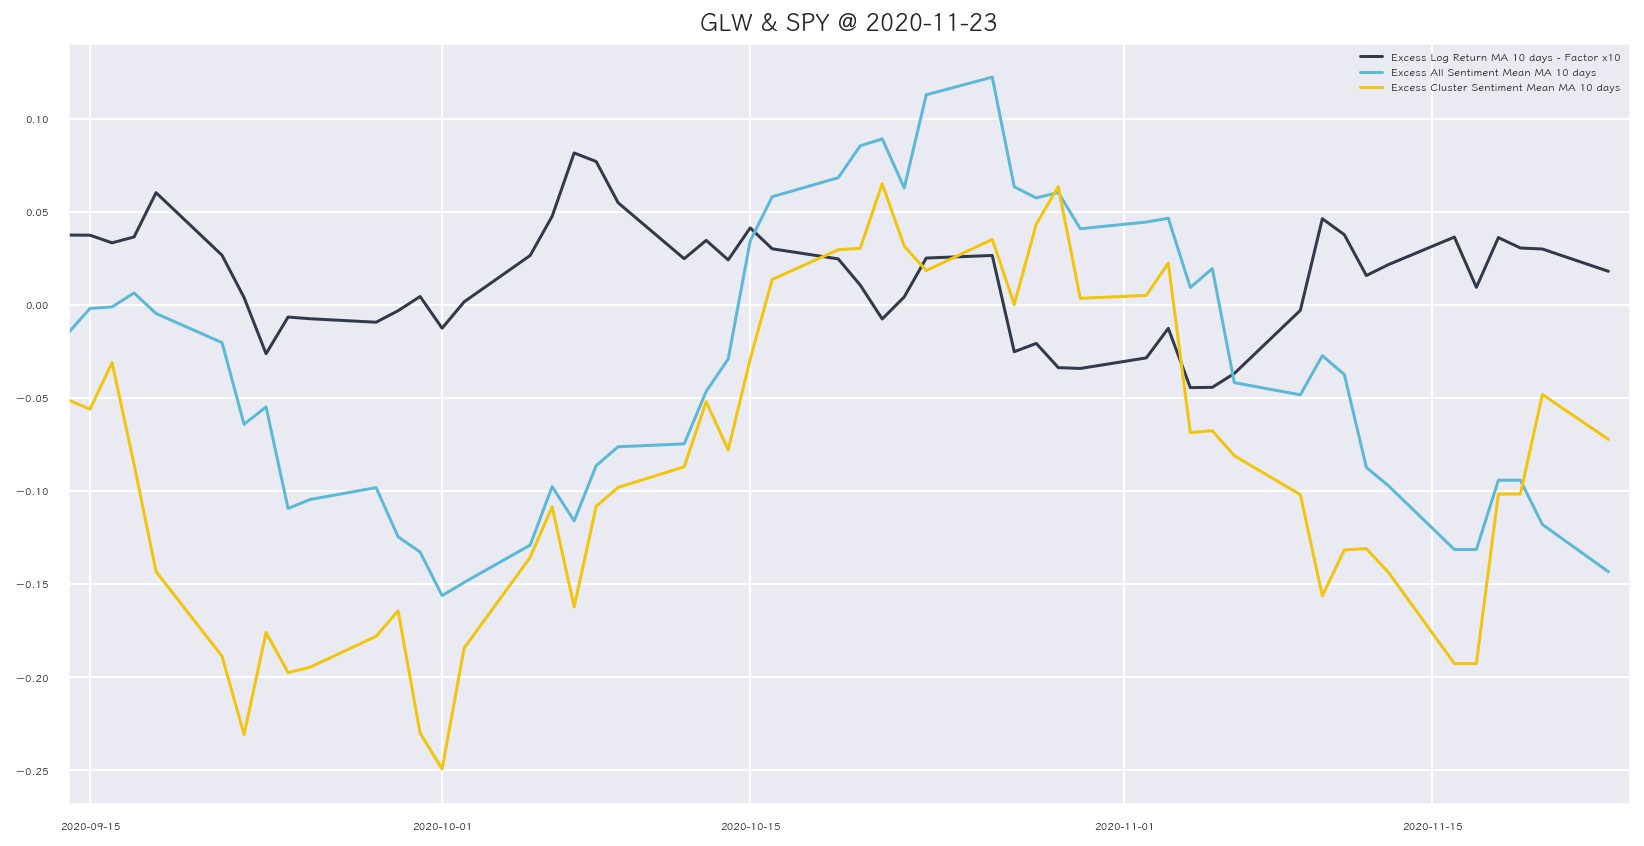 GLW & SPY @ 2020-11-23
Excess Log Return MA 10 days - Factor x10
Excess All Sentiment Mean MA 10 days
Excess Cluster Sentiment Mean MA 10 days
0.10
0.05
0.00
−0.05
−0.10
−0.15
−0.20
−0.25
2020-09-15 2020-10-01 2020-10-15 2020-11-01 2020-11-15